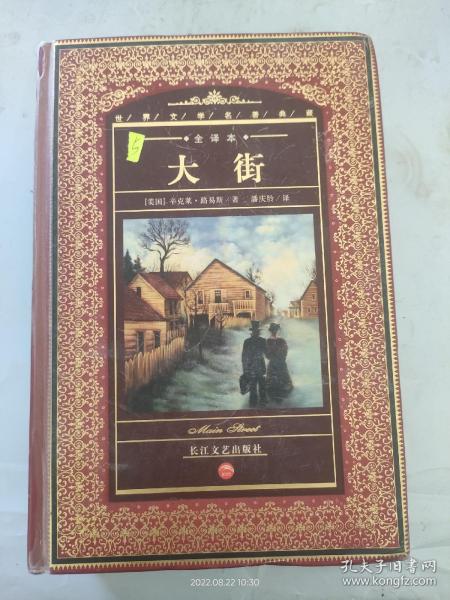 世/界/文/学/名/著/典/藏
全译本
5
大街
[美国]·辛克莱·路易斯/著 潘庆舲/译
Main Street
长江文艺出版社
2022.08.22 10:30
孔夫子旧书网
www.kongfz.com